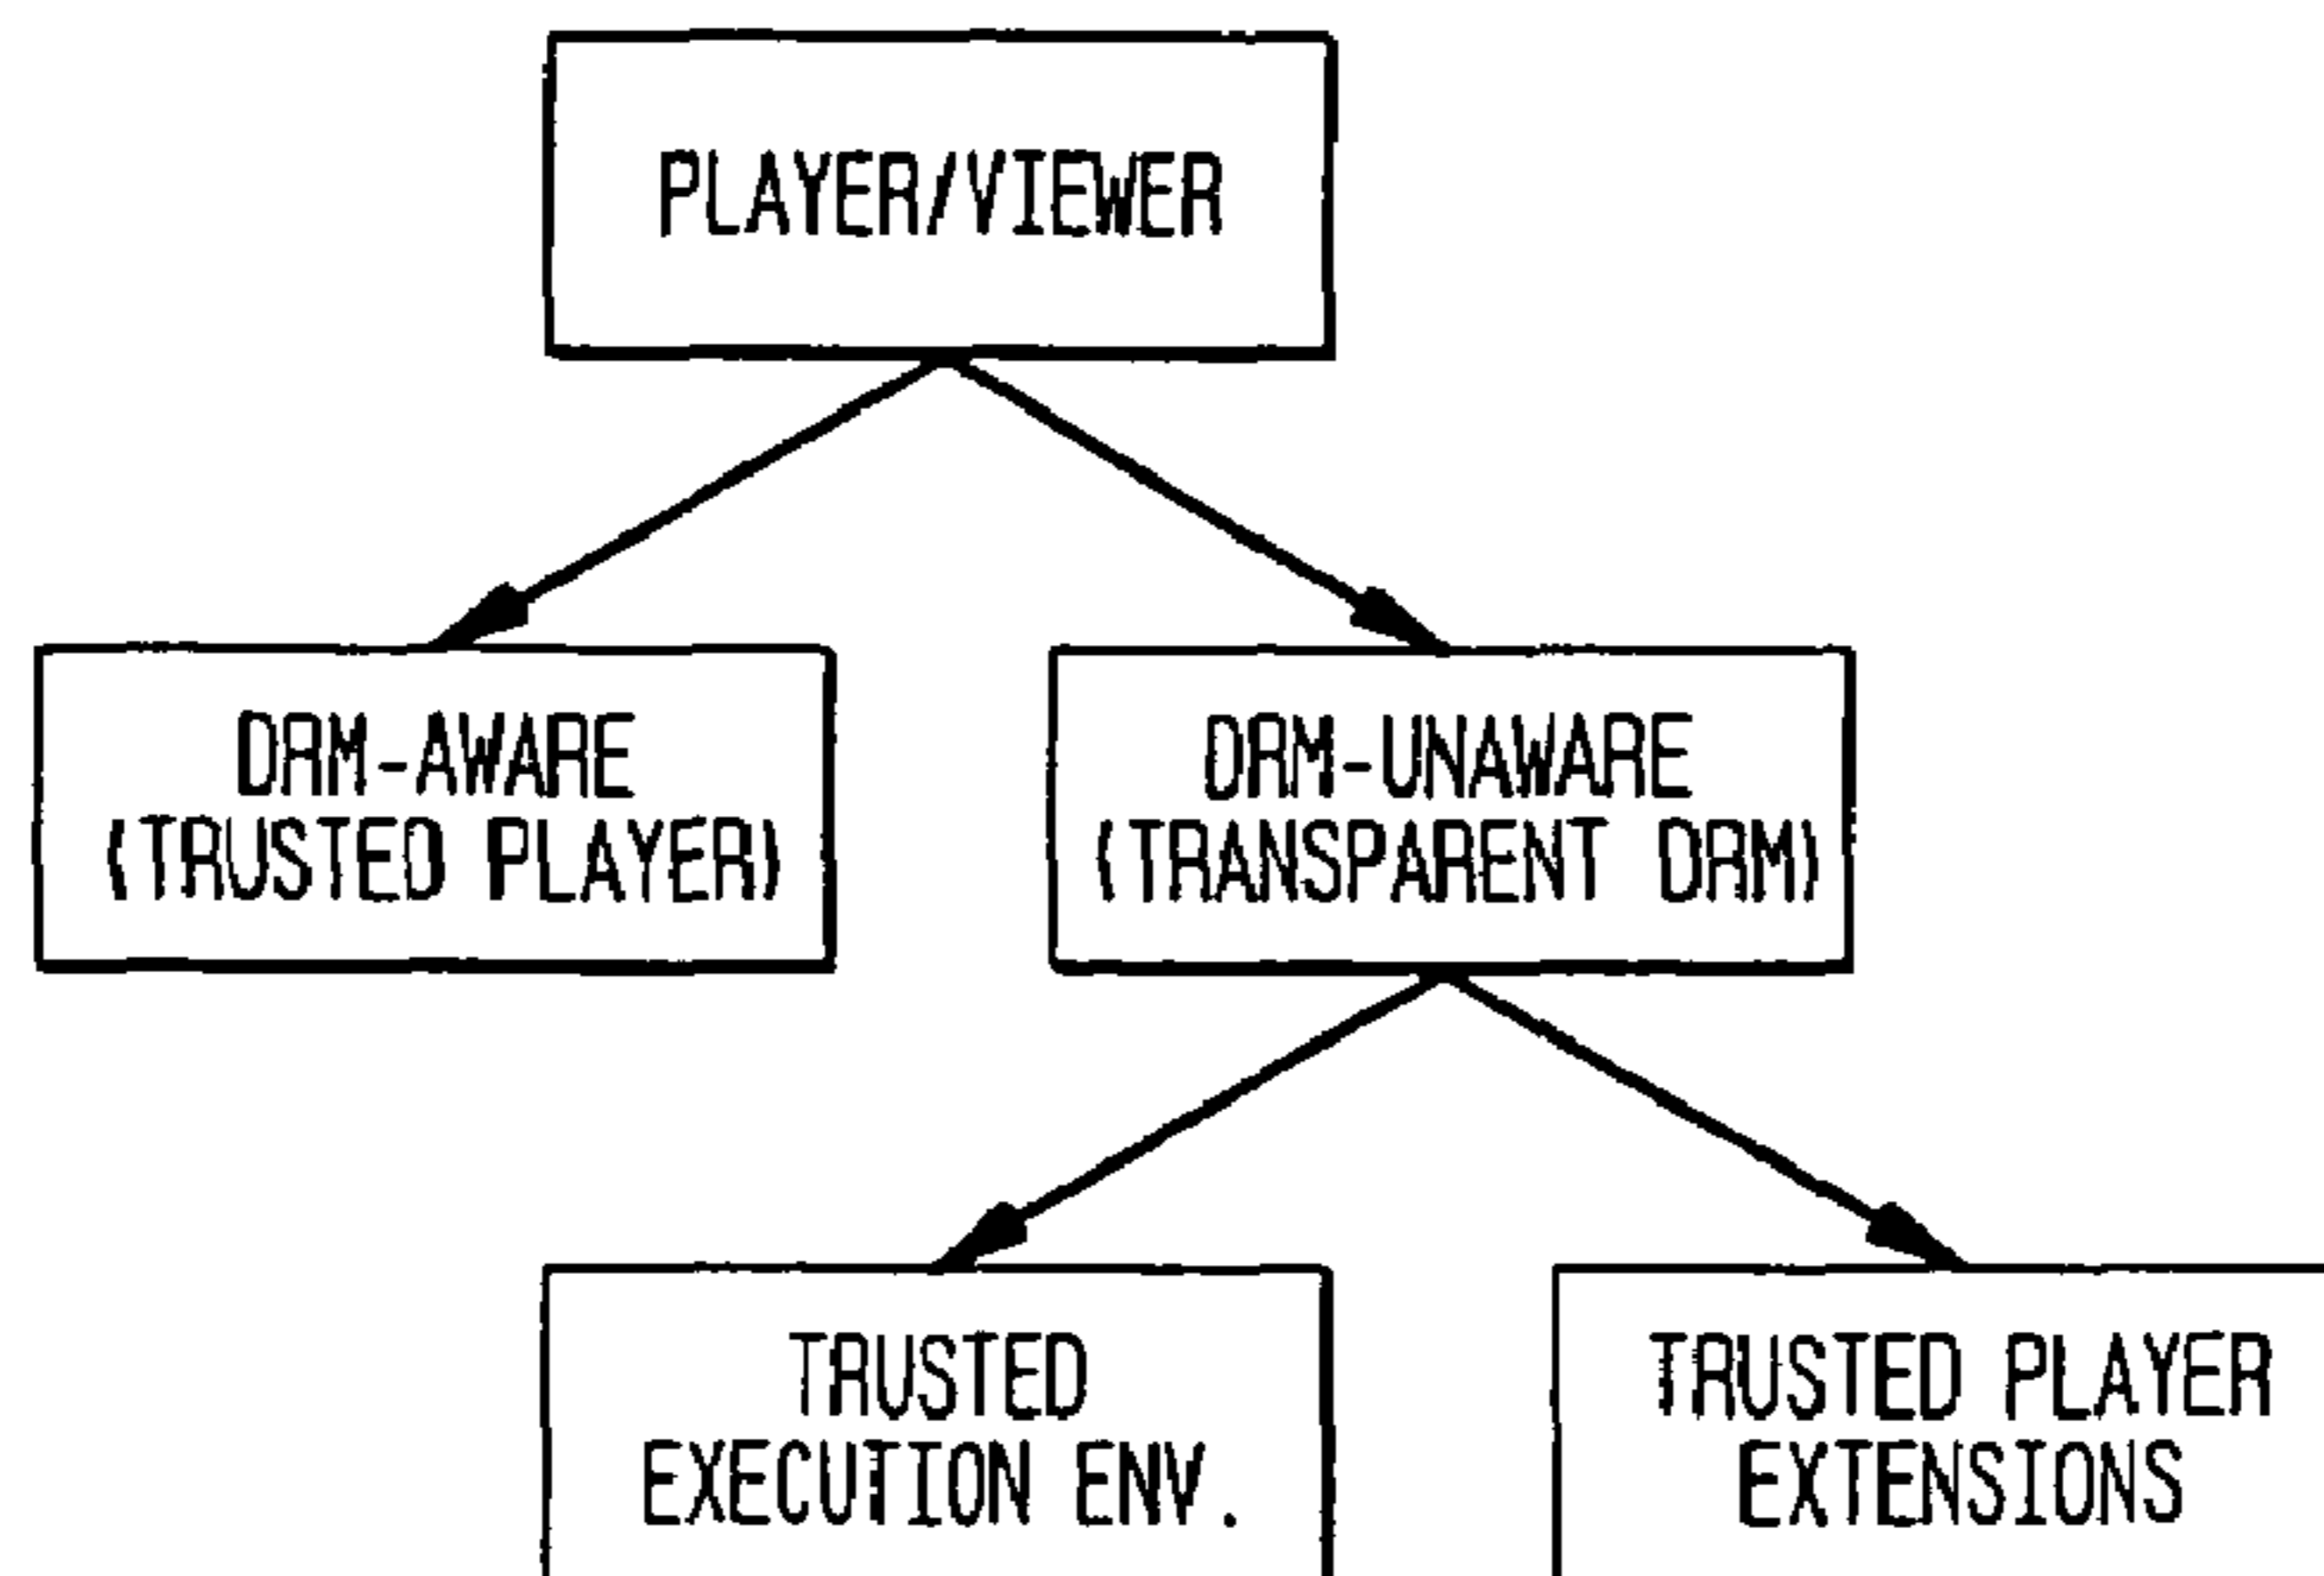 PLAYER/VIEWER
DRM-AWARE
(TRUSTED PLAYER)
DRM-UNAWARE
(TRANSPARENT DRM)
TRUSTED
EXECUTION ENV.
TRUSTED PLAYER
EXTENSIONS